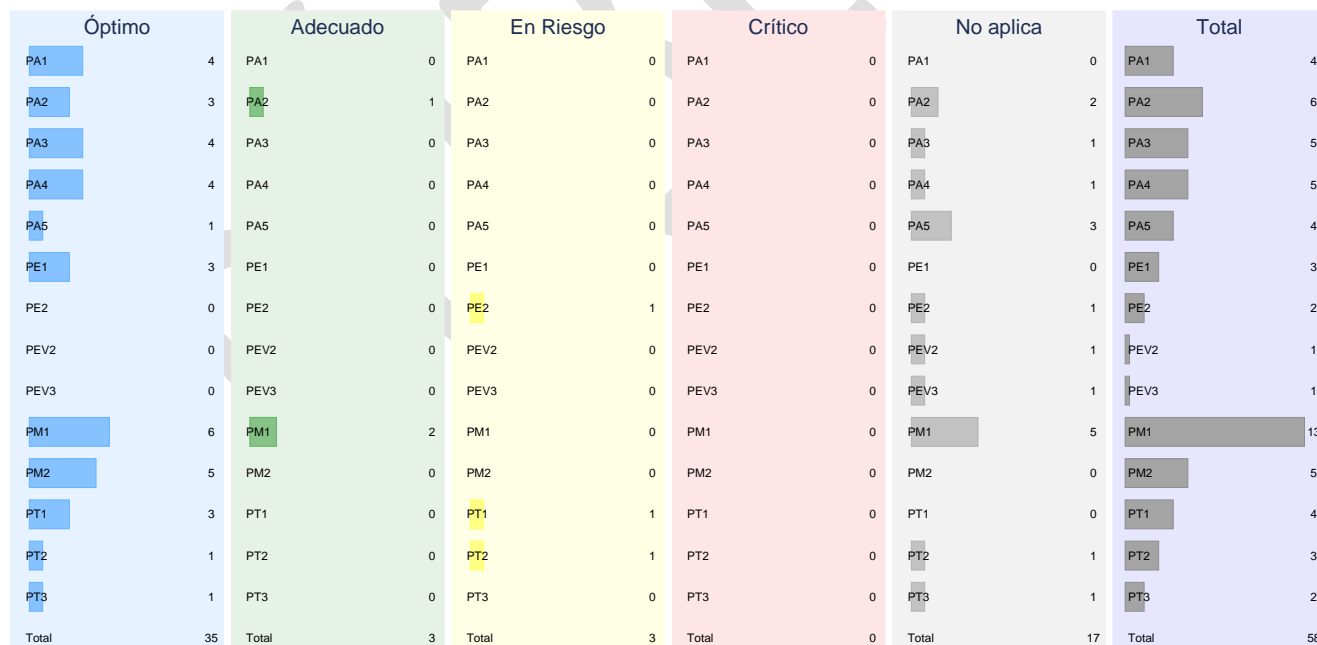 Óptimo Adecuado En Riesgo Crítico No aplica Total
PA1 4 PA1 0 PA1 0 PA1 0 PA1 0 PA1 4
PA2 3 PA2 1 PA2 0 PA2 0 PA2 2 PA2 6
PA3 4 PA3 0 PA3 0 PA3 0 PA3 1 PA3 5
PA4 4 PA4 0 PA4 0 PA4 0 PA4 1 PA4 5
PA5 1 PA5 0 PA5 0 PA5 0 PA5 3 PA5 4
PE1 3 PE1 0 PE1 0 PE1 0 PE1 0 PE1 3
PE2 0 PE2 0 PE2 1 PE2 0 PE2 1 PE2 2
PEV2 0 PEV2 0 PEV2 0 PEV2 0 PEV2 1 PEV2 1
PEV3 0 PEV3 0 PEV3 0 PEV3 0 PEV3 1 PEV3 1
PM1 6 PM1 2 PM1 0 PM1 0 PM1 5 PM1 13
PM2 5 PM2 0 PM2 0 PM2 0 PM2 0 PM2 5
PT1 3 PT1 0 PT1 1 PT1 0 PT1 0 PT1 4
PT2 1 PT2 0 PT2 1 PT2 0 PT2 1 PT2 3
PT3 1 PT3 0 PT3 0 PT3 0 PT3 1 PT3 2
Total 35 Total 3 Total 3 Total 0 Total 17 Total 58